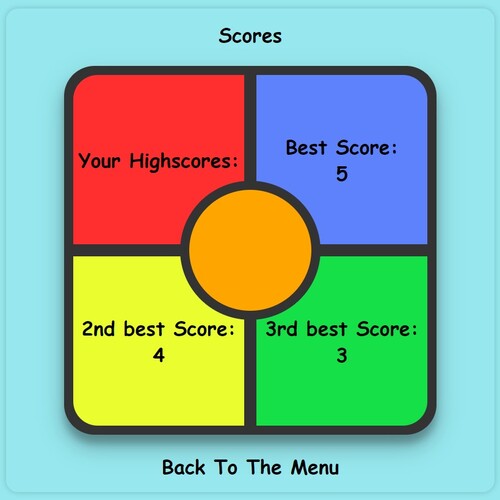 Scores
Your Highscores:
Best Score:
5
2nd best Score:
4
3rd best Score:
3
Back To The Menu